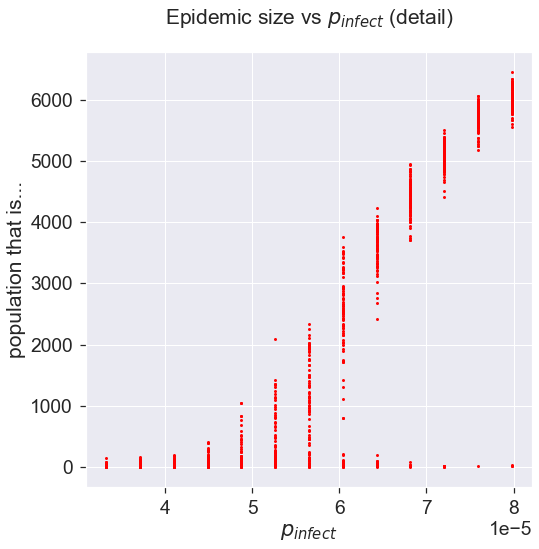 Epidemic size vs p_infect (detail)
population that is...
6000
5000
4000
3000
2000
1000
0
4 5 6 7 8
1e−5
p_infect